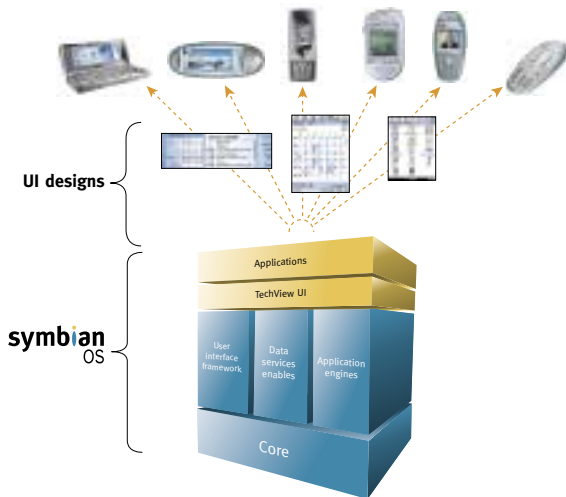 UI designs
Applications
TechView UI
symbian
OS
User
interface
framework
Data
services
enables
Application
engines
Core